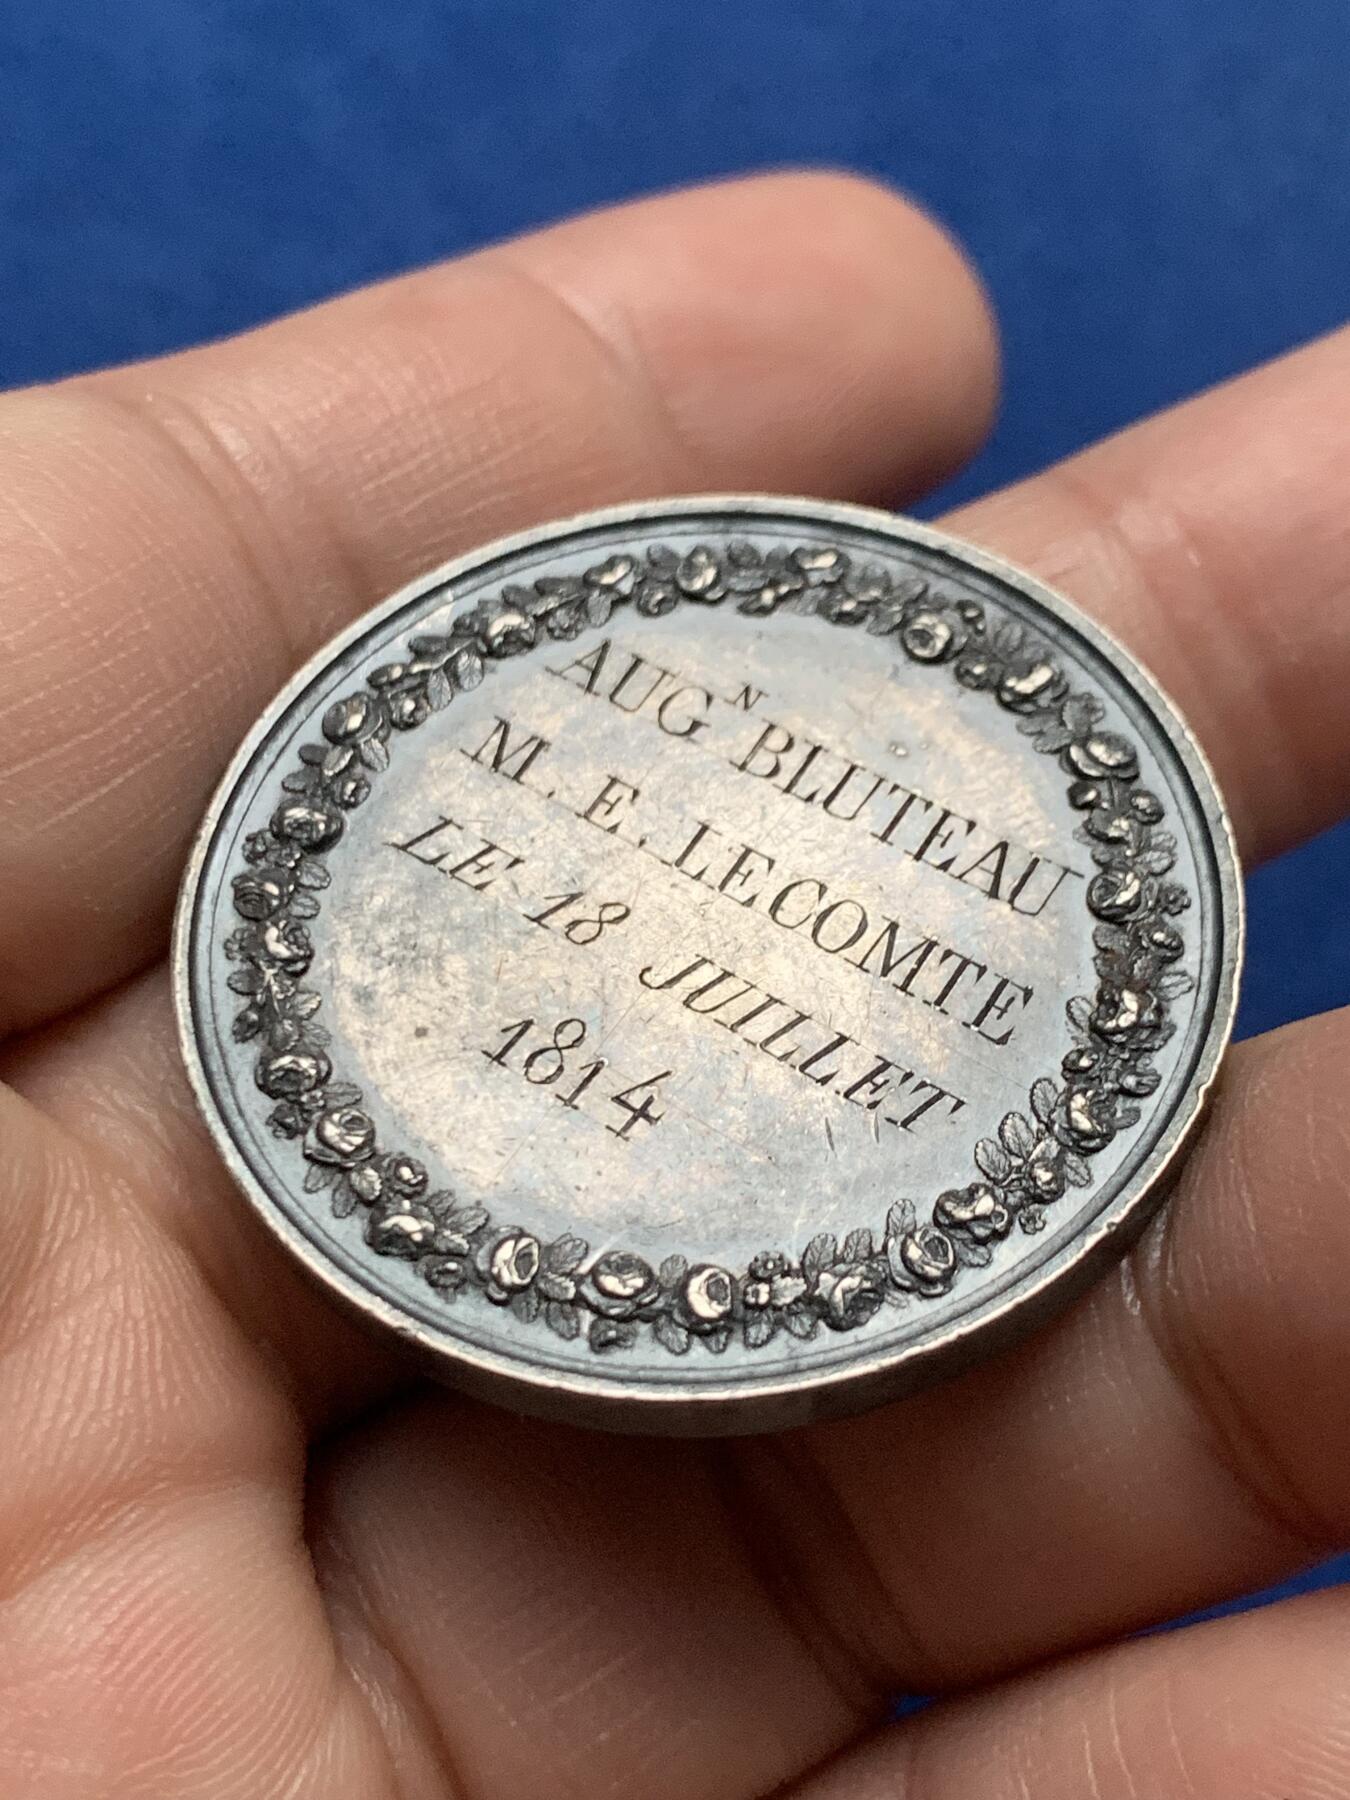 AUGᴺ BLUTEAU
M. E. LECOMTE
LE 18 JUILLET
1814